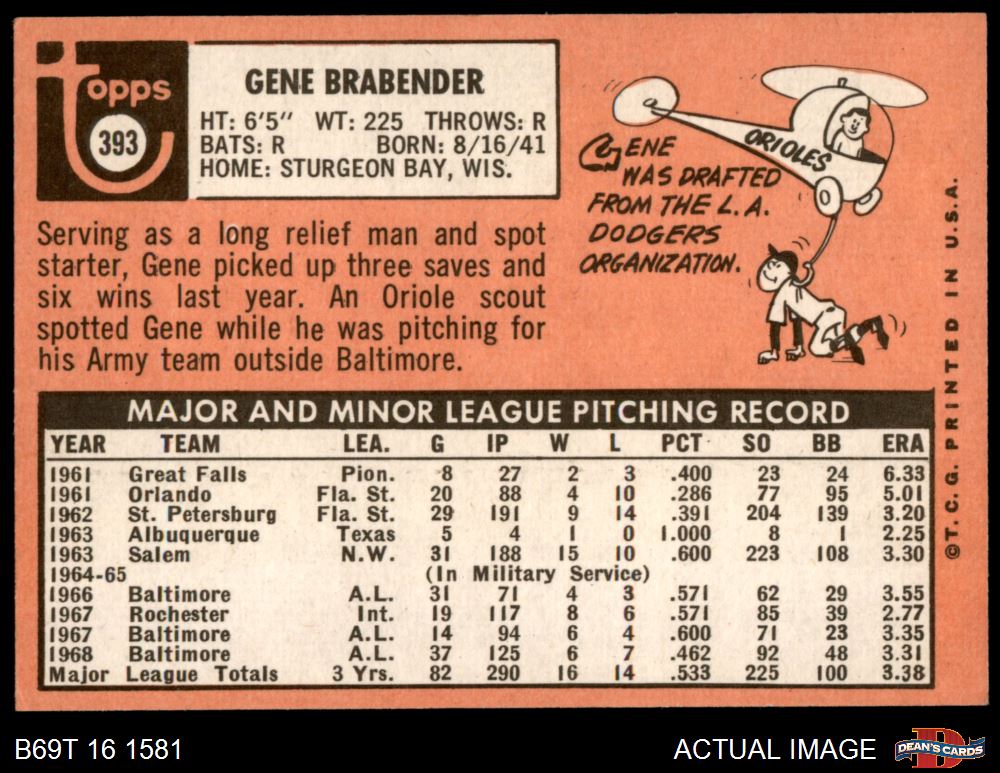 topps
393
GENE BRABENDER
HT: 6'5" WT: 225 THROWS: R
BATS: R BORN: 8/16/41
HOME: STURGEON BAY, WIS.
Serving as a long relief man and spot
starter, Gene picked up three saves and
six wins last year. An Oriole scout
spotted Gene while he was pitching for
his Army team outside Baltimore.
ORIOLES
GENE
WAS DRAFTED
FROM THE L.A.
DODGERS
ORGANIZATION.
©T.C.G. PRINTED IN U.S.A.
MAJOR AND MINOR LEAGUE PITCHING RECORD
YEAR TEAM LEA. G IP W L PCT SO BB ERA
1961 Great Falls Pion. 8 27 2 3 .400 23 24 6.33
1961 Orlando Fla. St. 20 88 4 10 .286 77 95 5.01
1962 St. Petersburg Fla. St. 29 191 9 14 .391 204 139 3.20
1963 Albuquerque Texas 5 4 1 0 1.000 8 1 2.25
1963 Salem N.W. 31 188 15 10 .600 223 108 3.30
1964-65 (In Military Service)
1966 Baltimore A.L. 31 71 4 3 .571 62 29 3.55
1967 Rochester Int. 19 117 8 6 .571 85 39 2.77
1967 Baltimore A.L. 14 94 6 4 .600 71 23 3.35
1968 Baltimore A.L. 37 125 6 7 .462 92 48 3.31
Major League Totals 3 Yrs. 82 290 16 14 .533 225 100 3.38
B69T 16 1581
ACTUAL IMAGE
D
DEAN'S CARDS